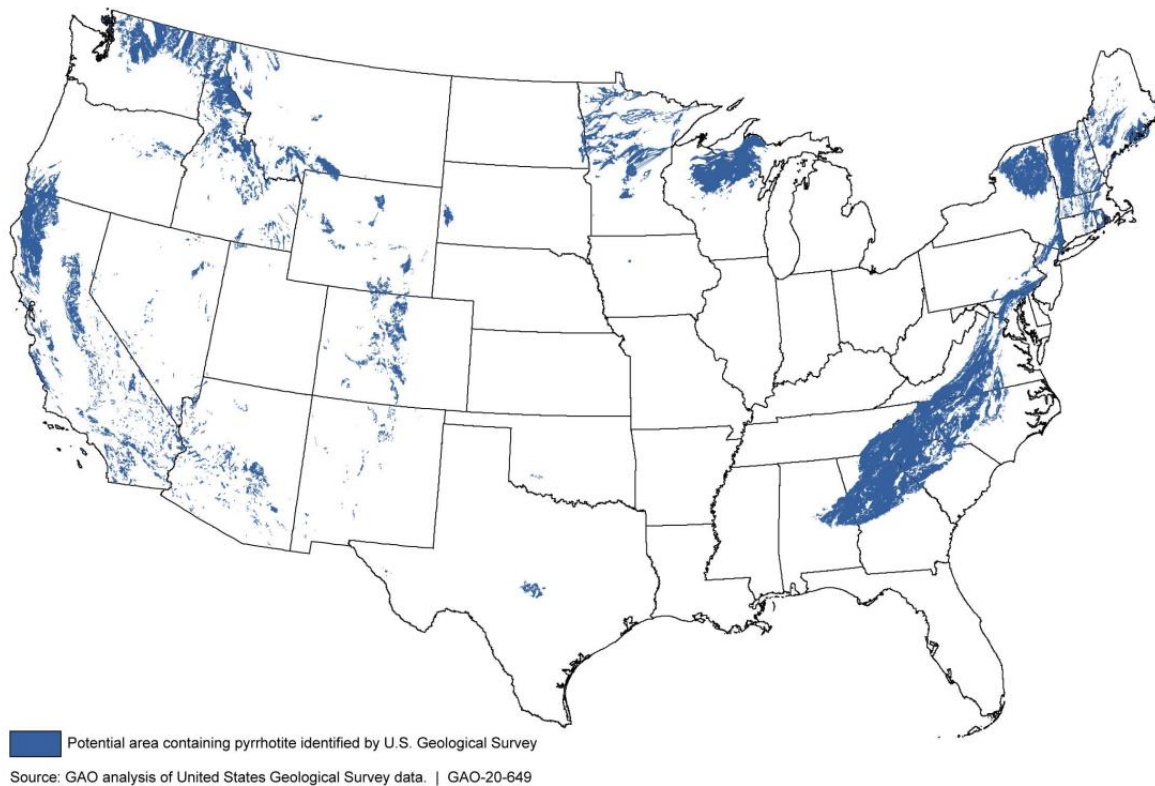 Potential area containing pyrrhotite identified by U.S. Geological Survey
Source: GAO analysis of United States Geological Survey data. | GAO-20-649